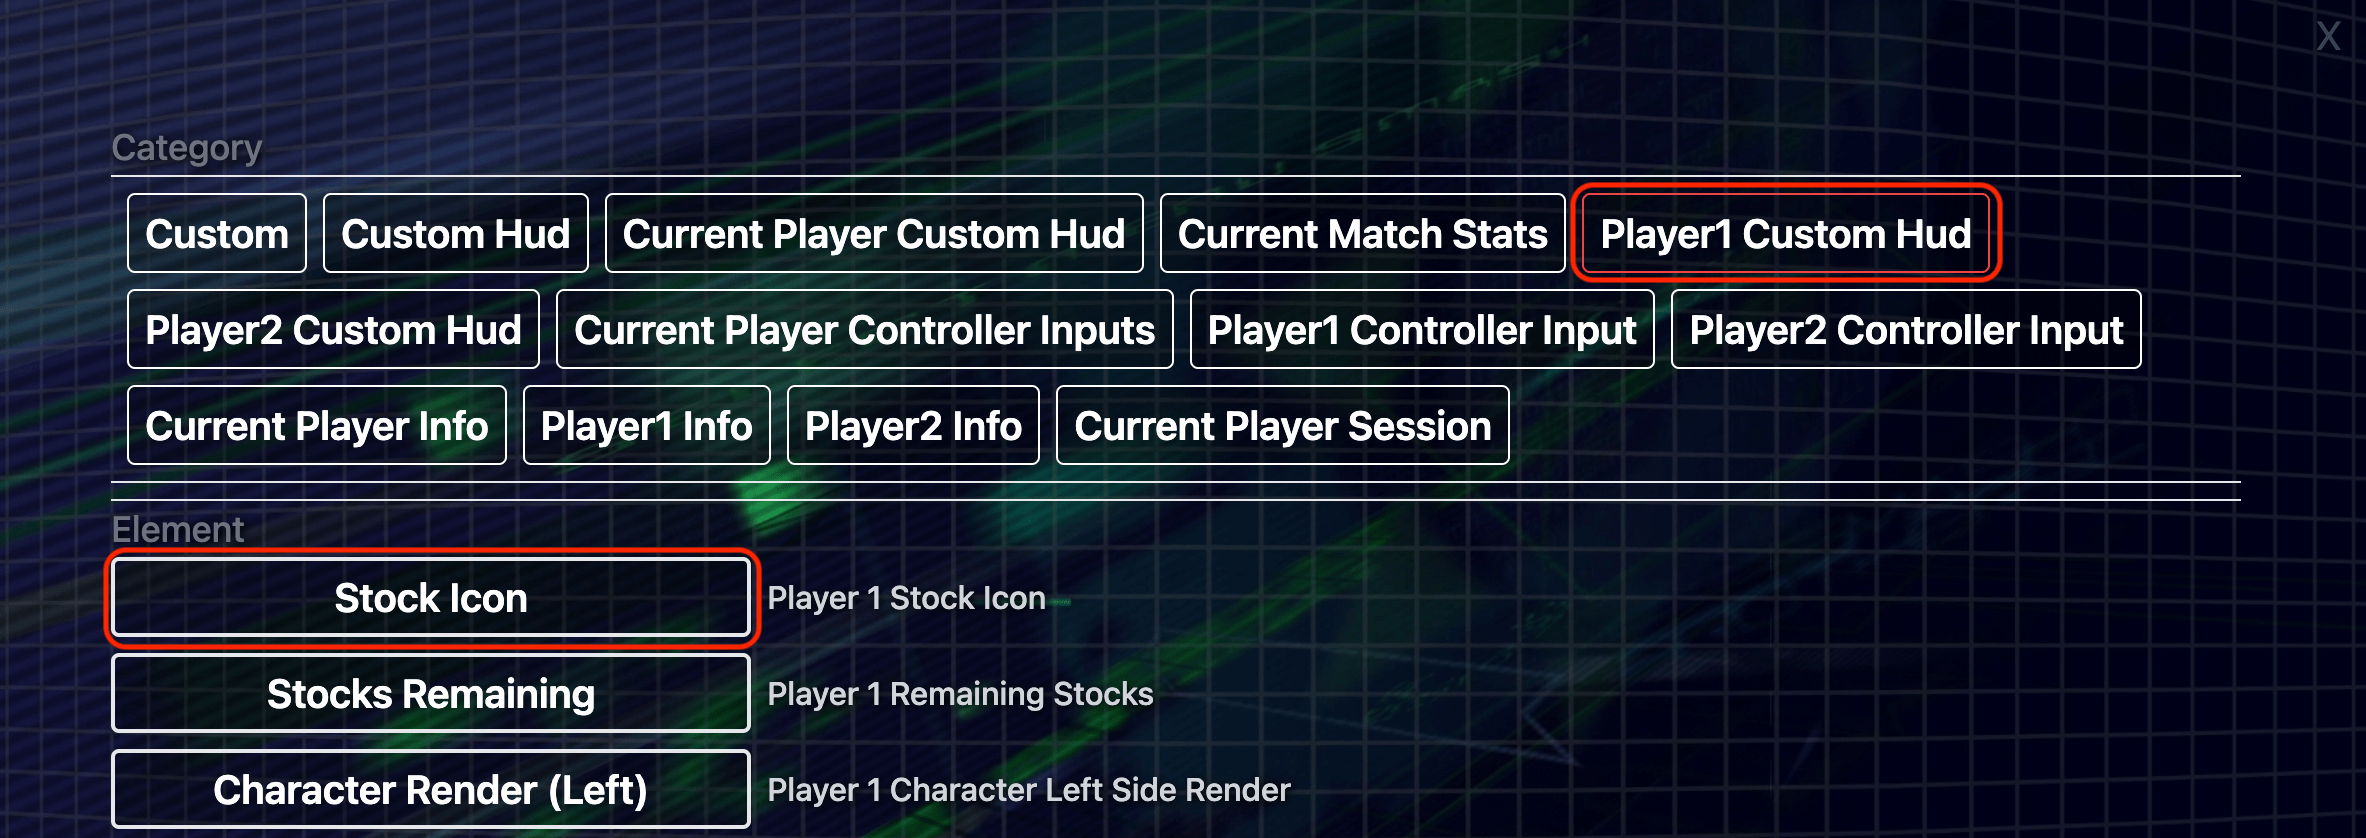 X
Category
Custom Custom Hud Current Player Custom Hud Current Match Stats Player1 Custom Hud
Player2 Custom Hud Current Player Controller Inputs Player1 Controller Input Player2 Controller Input
Current Player Info Player1 Info Player2 Info Current Player Session
Element
Stock Icon Player 1 Stock Icon
Stocks Remaining Player 1 Remaining Stocks
Character Render (Left) Player 1 Character Left Side Render